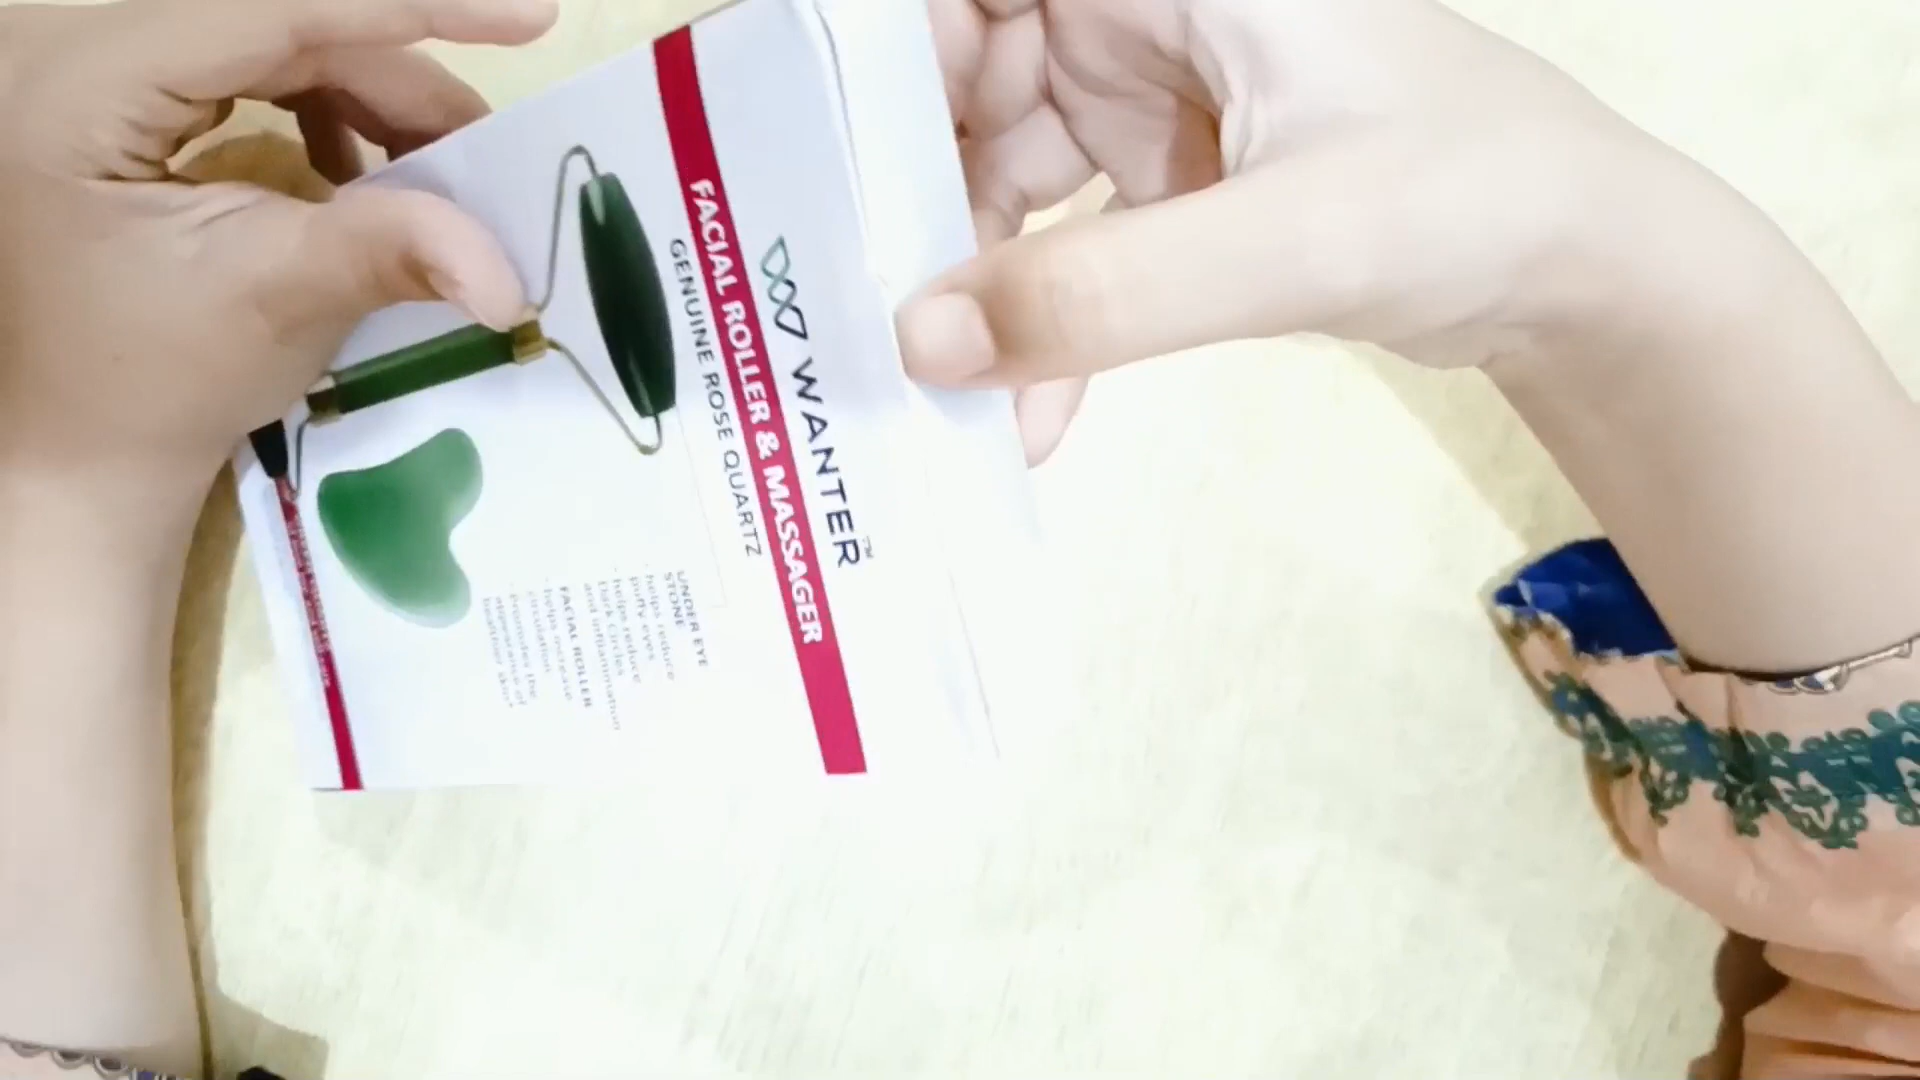 WANTER™
FACIAL ROLLER & MASSAGER
GENUINE ROSE QUARTZ
UNDER EYE
STONE
- helps reduce
puffy eyes
- helps reduce
Dark Circles
and inflammation
FACIAL ROLLER
- helps increase
circulation
- Promotes the
appearance of
healthier skin